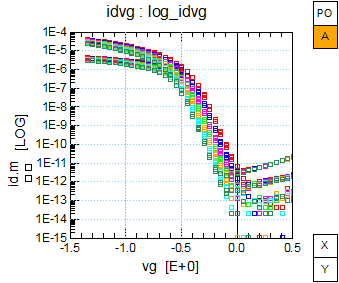 idvg : log_idvg
PO
A
1E-4
1E-5
1E-6
1E-7
1E-8
1E-9
1E-10
1E-11
1E-12
1E-13
1E-14
1E-15
id.m [LOG]
-1.5
-1.0
-0.5
0.0
0.5
vg [E+0]
X
Y